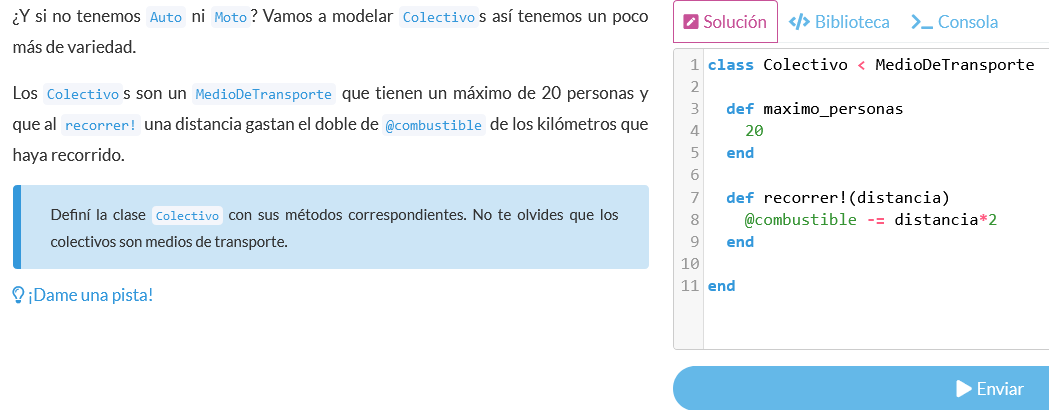 ¿Y si no tenemos Auto ni Moto? Vamos a modelar Colectivos así tenemos un poco
más de variedad.
Los Colectivos son un MedioDeTransporte que tienen un máximo de 20 personas y
que al recorrer! una distancia gastan el doble de @combustible de los kilómetros que
haya recorrido.
Definí la clase Colectivo con sus métodos correspondientes. No te olvides que los
colectivos son medios de transporte.
¡Dame una pista!
Solución
Biblioteca
Consola
1 class Colectivo < MedioDeTransporte
2
3 def maximo_personas
4 20
5 end
6
7 def recorrer!(distancia)
8 @combustible -= distancia*2
9 end
10
11 end
Enviar